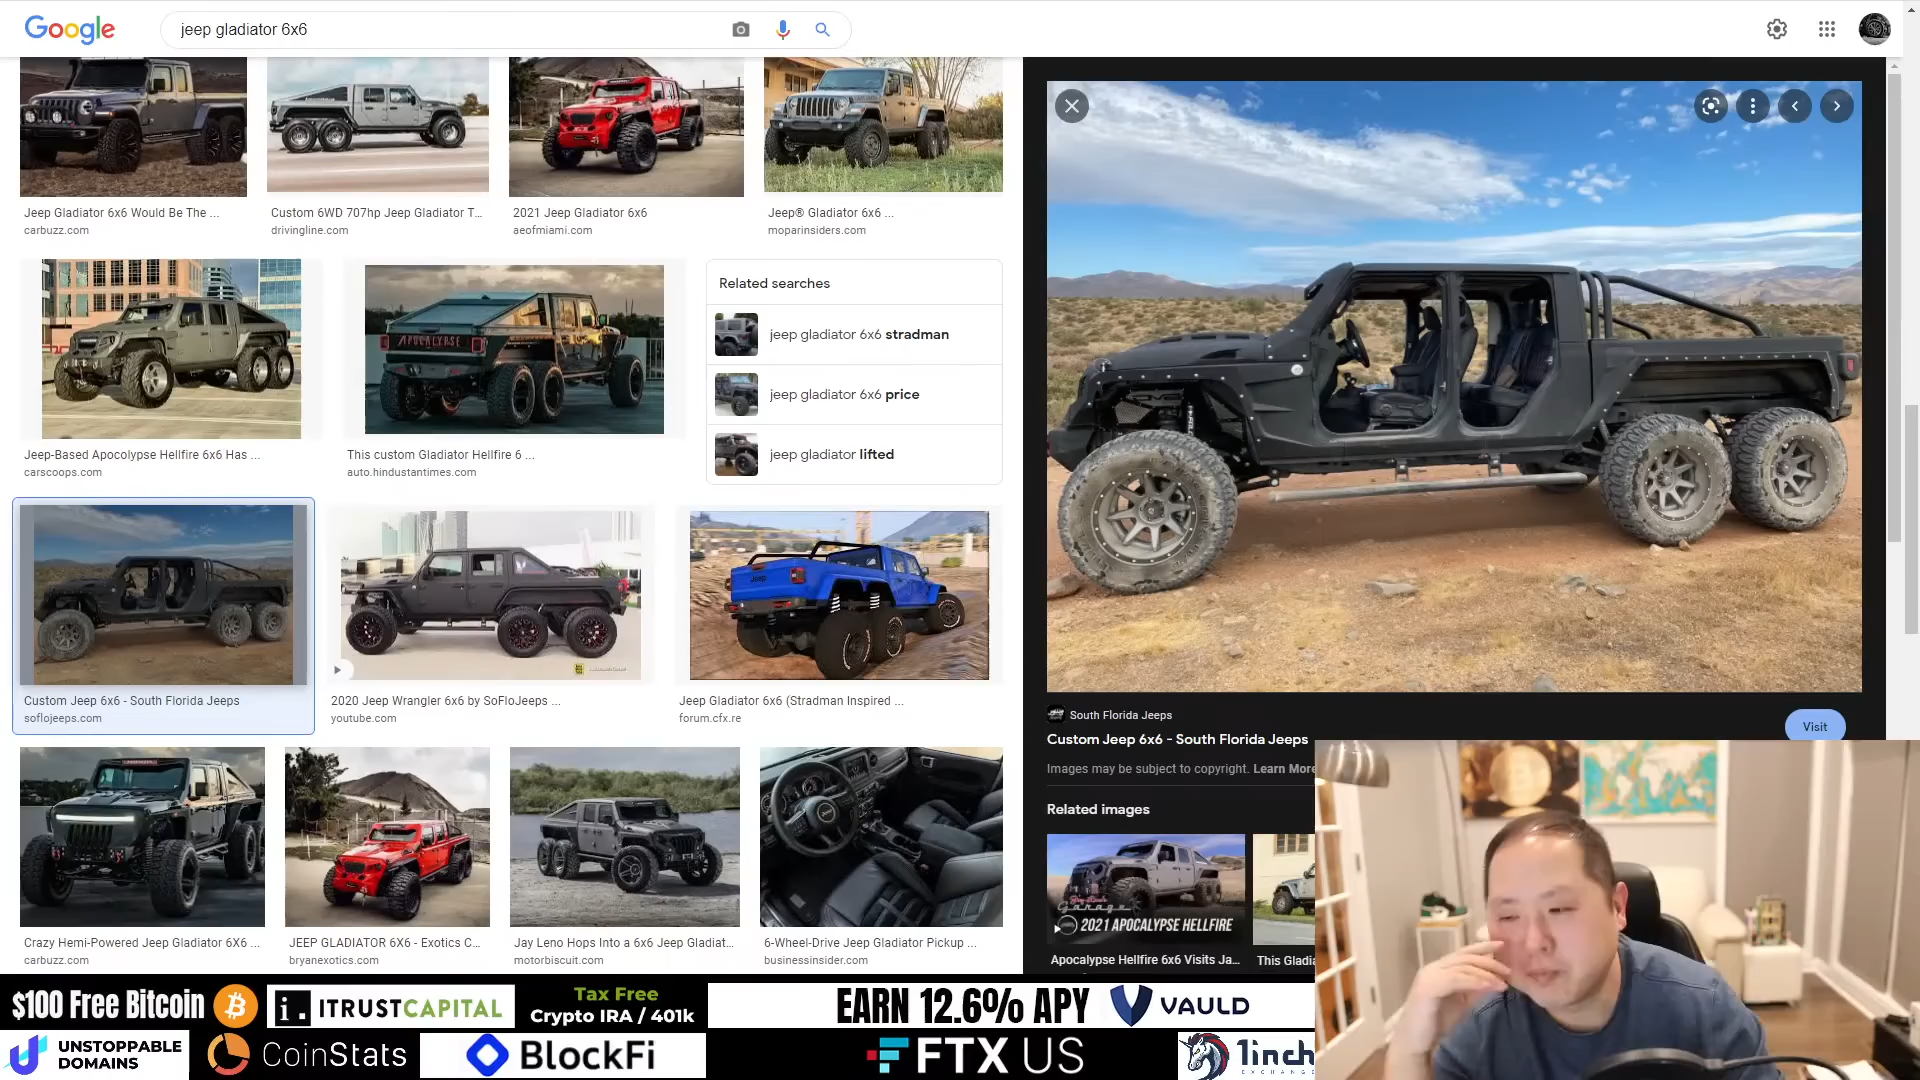 Google
jeep gladiator 6x6
Jeep Gladiator 6x6 Would Be The ...
carbuzz.com
Custom 6WD 707hp Jeep Gladiator T...
drivingline.com
2021 Jeep Gladiator 6x6
aeofmiami.com
Jeep® Gladiator 6x6 ...
moparinsiders.com
APOCALYPSE
Jeep-Based Apocolypse Hellfire 6x6 Has ...
carscoops.com
This custom Gladiator Hellfire 6 ...
auto.hindustantimes.com
Related searches
jeep gladiator 6x6 stradman
jeep gladiator 6x6 price
jeep gladiator lifted
Custom Jeep 6x6 - South Florida Jeeps
soflojeeps.com
2020 Jeep Wrangler 6x6 by SoFloJeeps ...
youtube.com
Jeep
Jeep Gladiator 6x6 (Stradman Inspired ...
forum.cfx.re
Crazy Hemi-Powered Jeep Gladiator 6X6 ...
carbuzz.com
JEEP GLADIATOR 6X6 - Exotics C...
bryanexotics.com
Jay Leno Hops Into a 6x6 Jeep Gladiat...
motorbiscuit.com
6-Wheel-Drive Jeep Gladiator Pickup ...
businessinsider.com
South Florida Jeeps
Visit
Custom Jeep 6x6 - South Florida Jeeps
Images may be subject to copyright. Learn More
Related images
Jay Leno's
Garage
2021 APOCALYPSE HELLFIRE
Apocalypse Hellfire 6x6 Visits Ja...
This Gladia
$100 Free Bitcoin
i. ITRUSTCAPITAL
Tax Free
Crypto IRA / 401k
EARN 12.6% APY
VAULD
UNSTOPPABLE
DOMAINS
CoinStats
BlockFi
FTX US
1inch
EXCHANGE